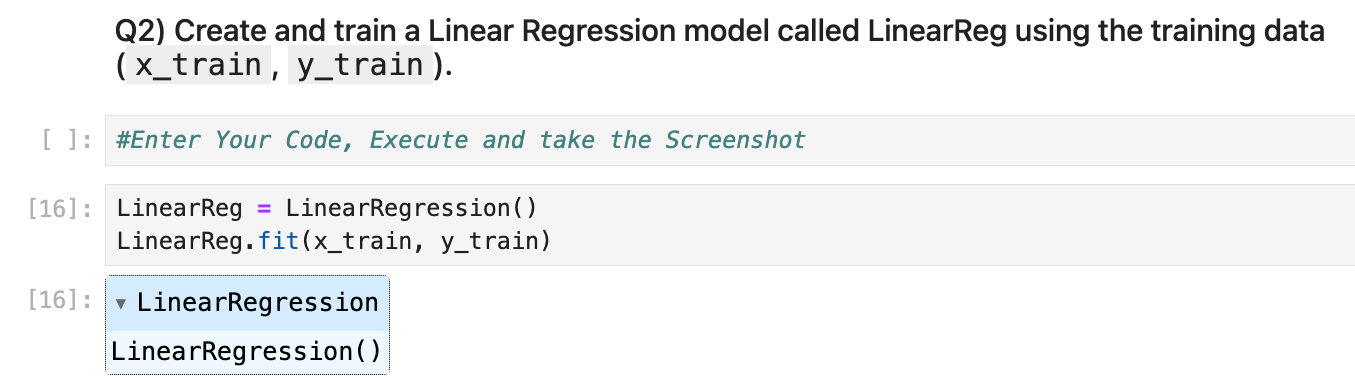 Q2) Create and train a Linear Regression model called LinearReg using the training data
( x_train , y_train ).
[ ]: #Enter Your Code, Execute and take the Screenshot
[16]: LinearReg = LinearRegression()
LinearReg.fit(x_train, y_train)
[16]: ▾ LinearRegression
LinearRegression()